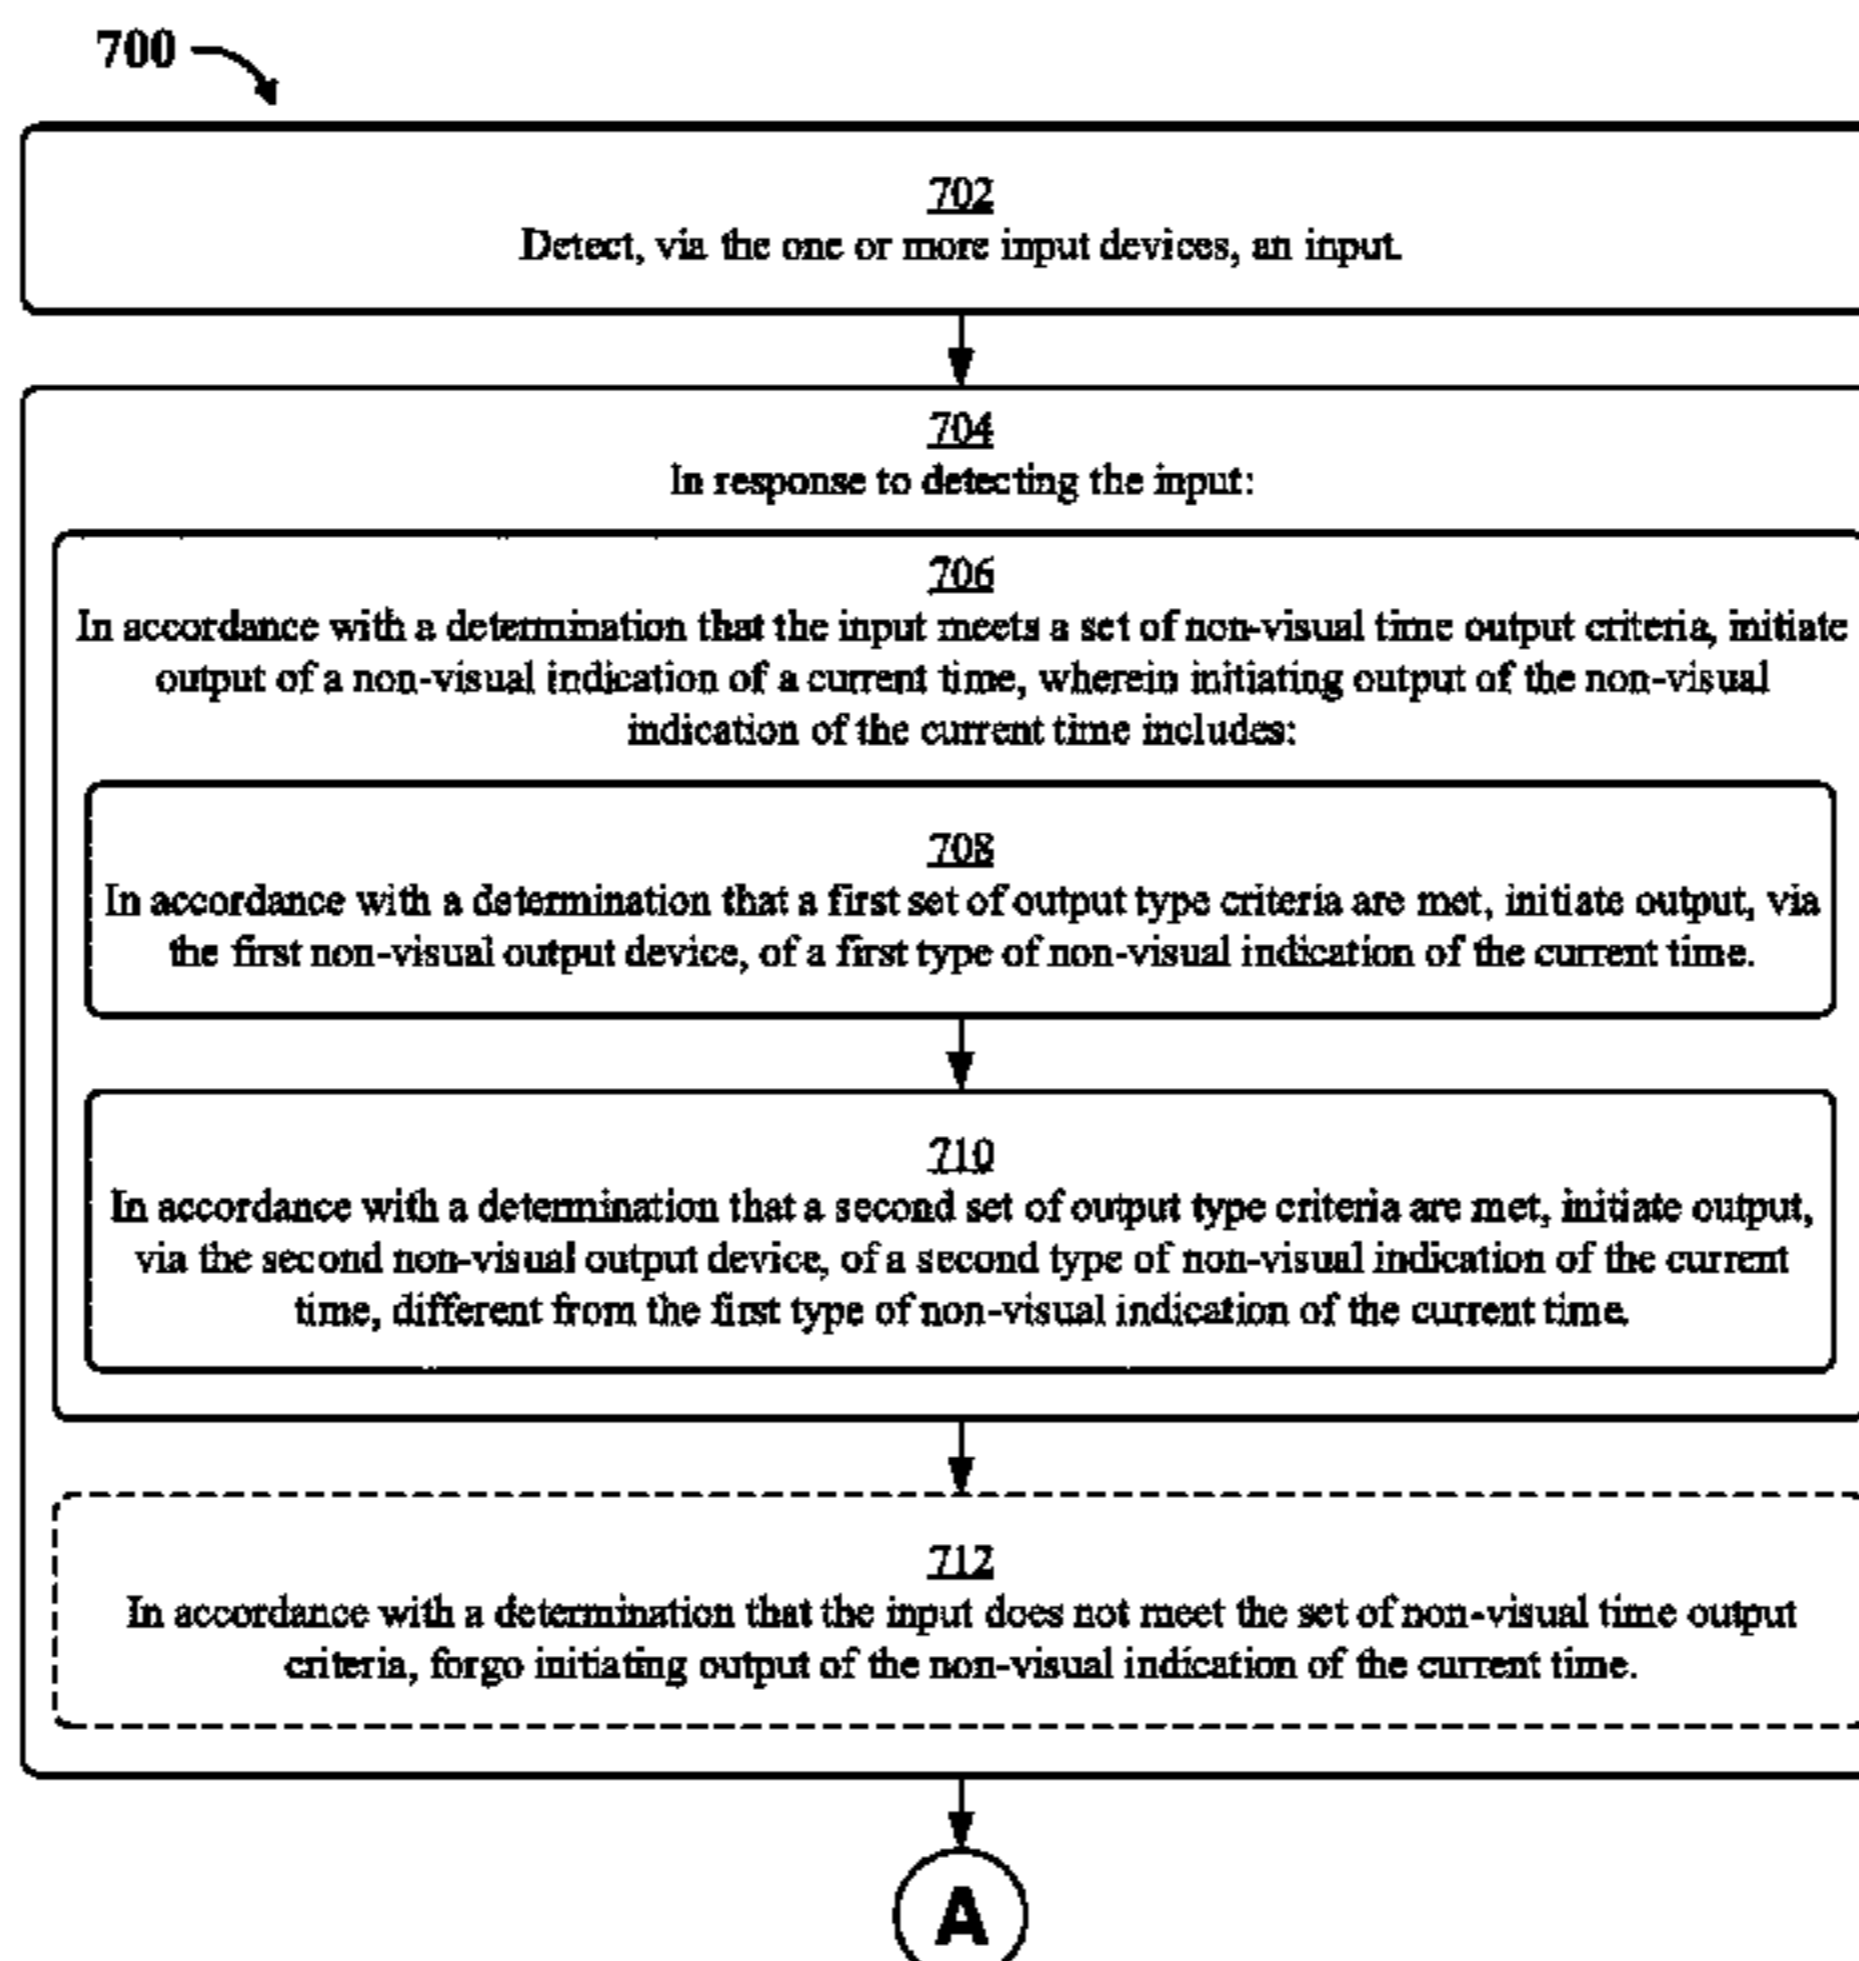 700
702
Detect, via the one or more input devices, an input.
704
In response to detecting the input:
706
In accordance with a determination that the input meets a set of non-visual time output criteria, initiate
output of a non-visual indication of a current time, wherein initiating output of the non-visual
indication of the current time includes:
708
In accordance with a determination that a first set of output type criteria are met, initiate output, via
the first non-visual output device, of a first type of non-visual indication of the current time.
710
In accordance with a determination that a second set of output type criteria are met, initiate output,
via the second non-visual output device, of a second type of non-visual indication of the current
time, different from the first type of non-visual indication of the current time.
712
In accordance with a determination that the input does not meet the set of non-visual time output
criteria, forgo initiating output of the non-visual indication of the current time.
A